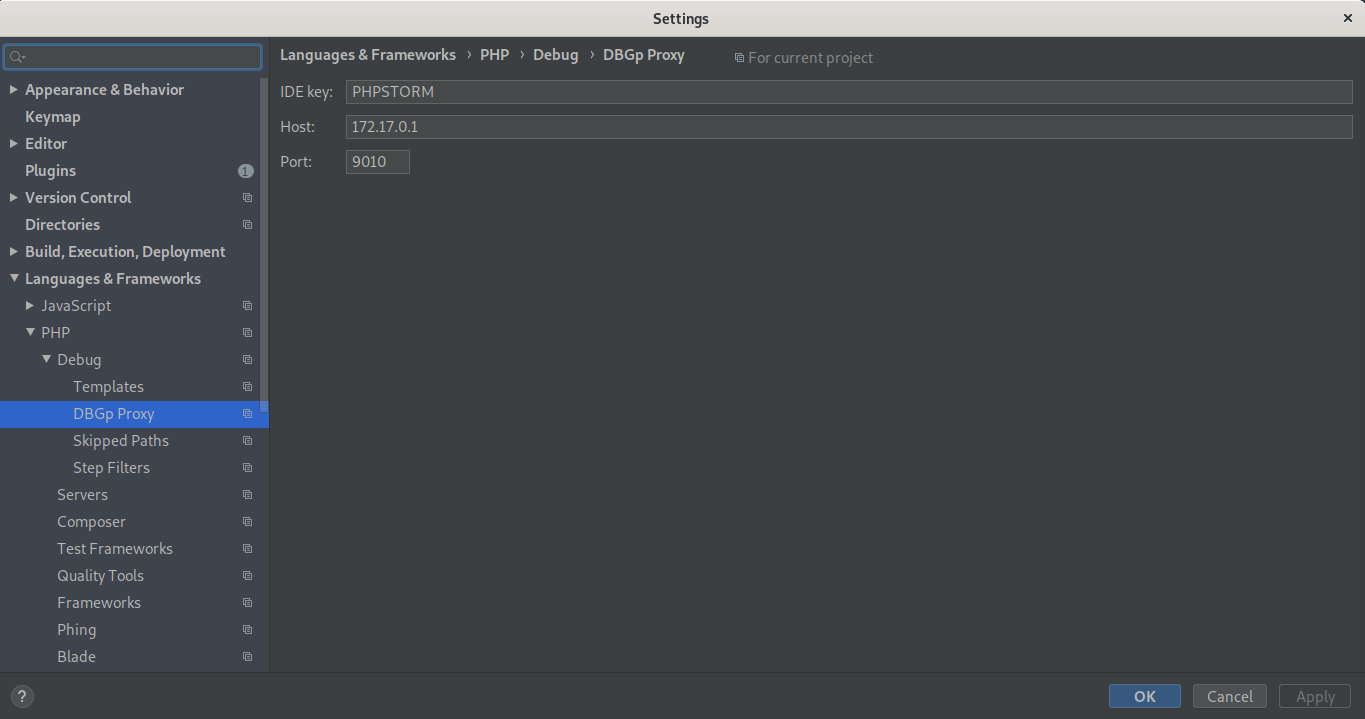 Settings
Languages & Frameworks › PHP › Debug › DBGp Proxy For current project
Appearance & Behavior
Keymap
Editor
Plugins 1
Version Control
Directories
Build, Execution, Deployment
Languages & Frameworks
JavaScript
PHP
Debug
Templates
DBGp Proxy
Skipped Paths
Step Filters
Servers
Composer
Test Frameworks
Quality Tools
Frameworks
Phing
Blade
IDE key: PHPSTORM
Host: 172.17.0.1
Port: 9010
? OK Cancel Apply